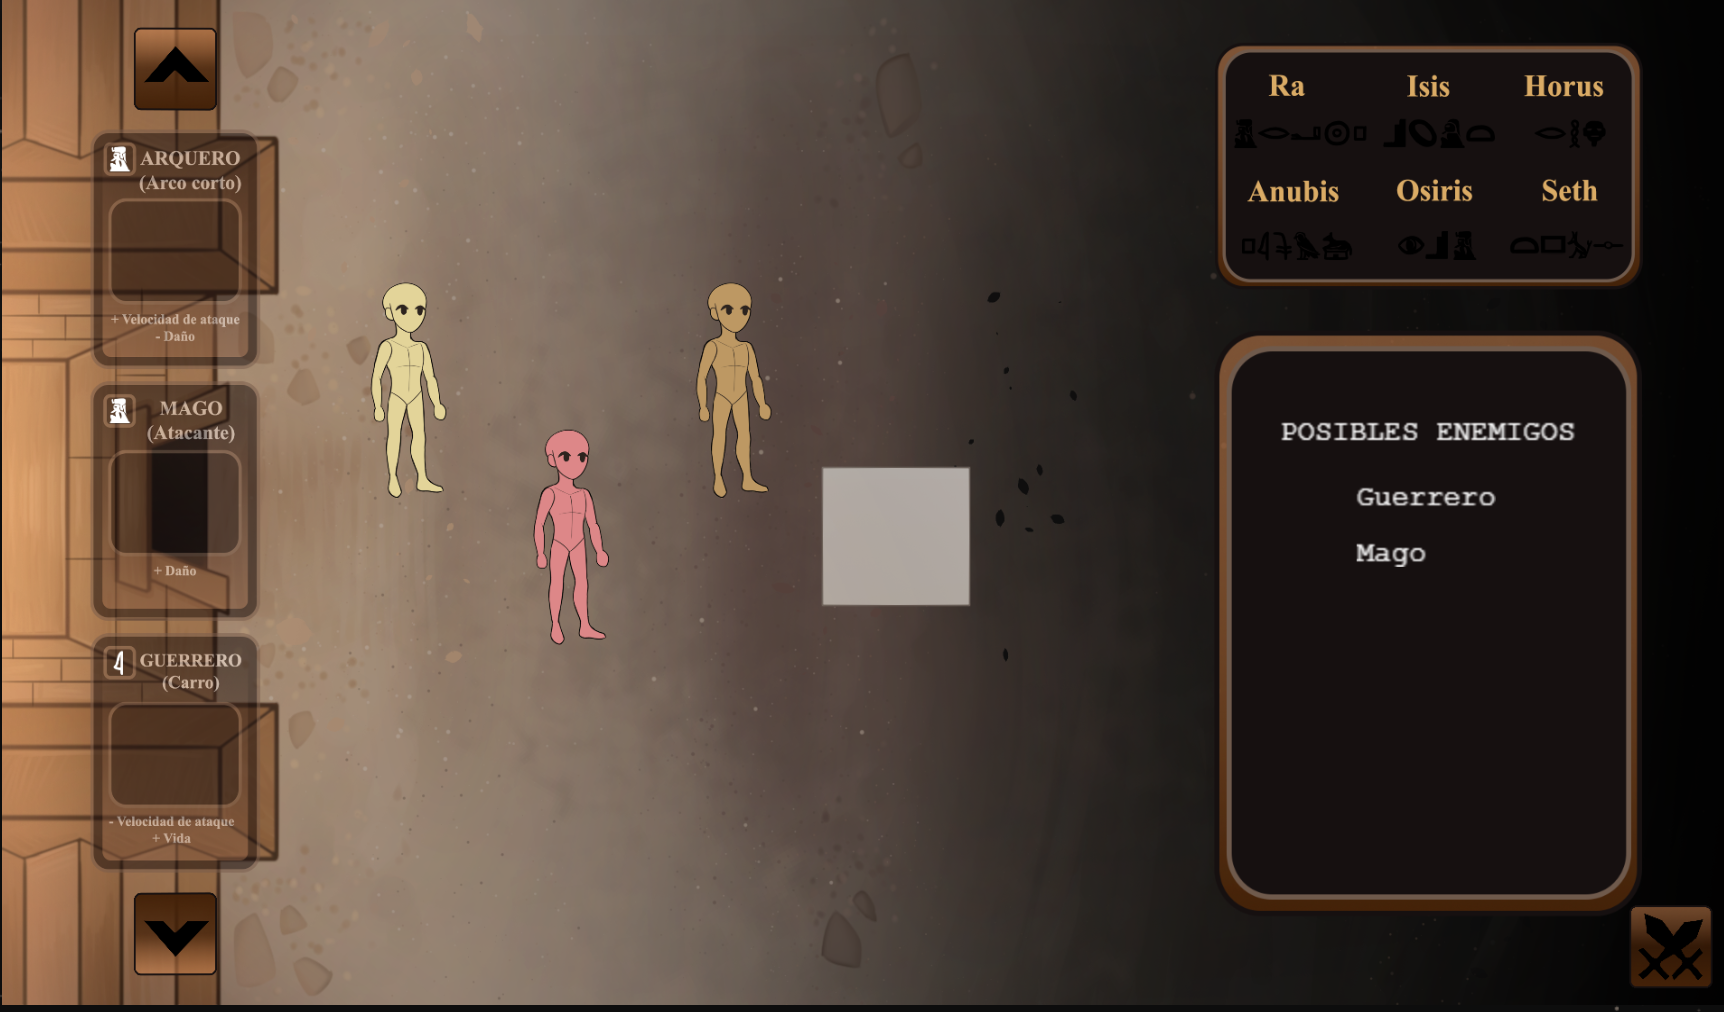 ARQUERO
(Arco corto)
+ Velocidad de ataque
- Daño
MAGO
(Atacante)
+ Daño
GUERRERO
(Carro)
- Velocidad de ataque
+ Vida
Ra Isis Horus
Anubis Osiris Seth
POSIBLES ENEMIGOS
Guerrero
Mago